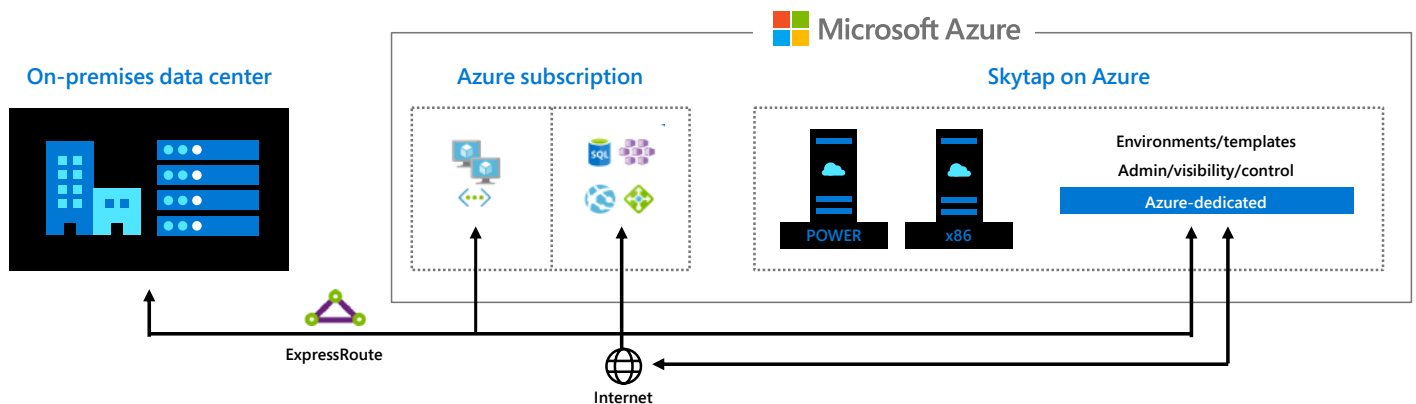 Microsoft Azure
On-premises data center
Azure subscription
Skytap on Azure
SQL
Environments/templates
Admin/visibility/control
Azure-dedicated
POWER
x86
ExpressRoute
Internet